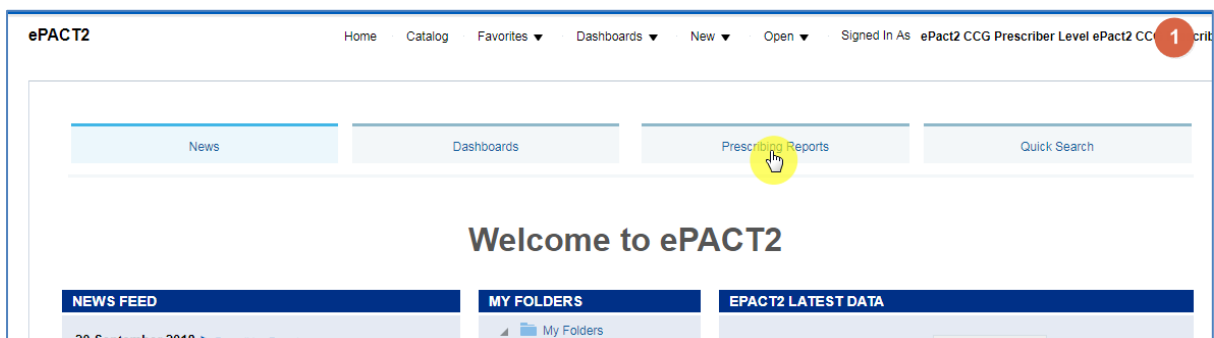 ePACT2 Home Catalog Favorites ▼ Dashboards ▼ New ▼ Open ▼ Signed In As ePact2 CCG Prescriber Level ePact2 1
News Dashboards Prescribing Reports Quick Search
Welcome to ePACT2
NEWS FEED MY FOLDERS EPACT2 LATEST DATA
My Folders